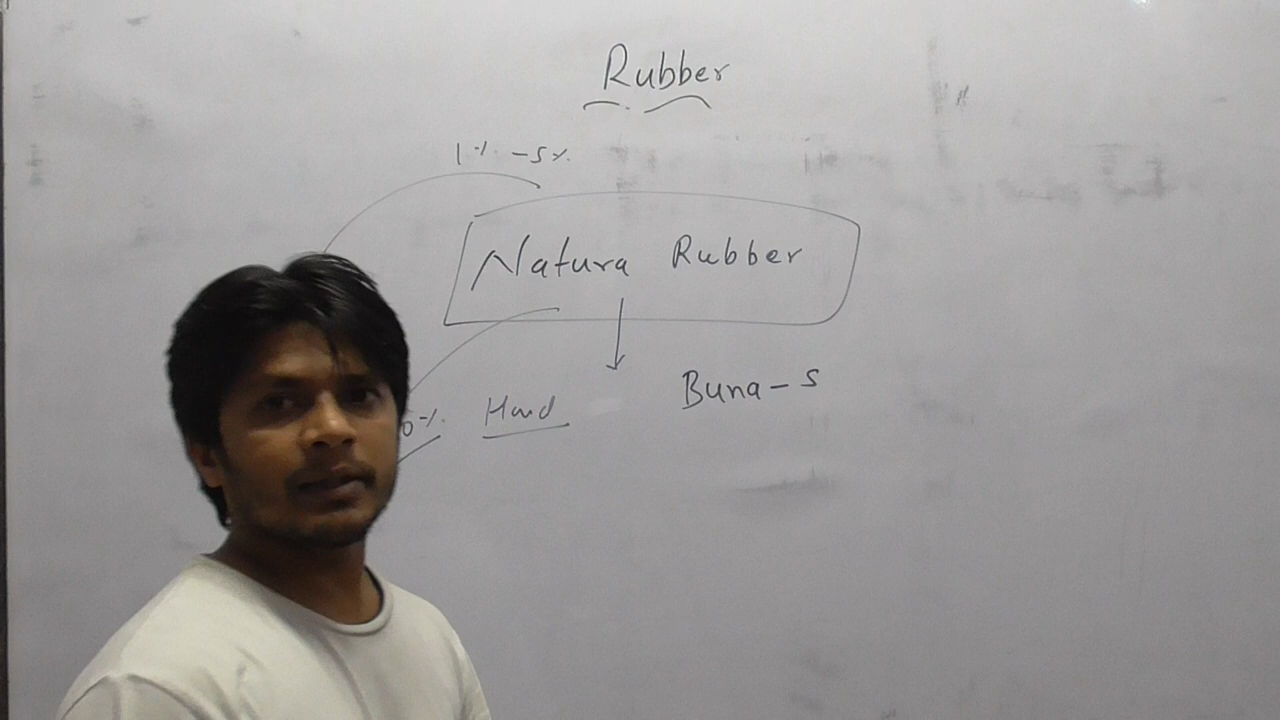 Rubber
1% - 5%
Natura Rubber
Buna - S
Hard